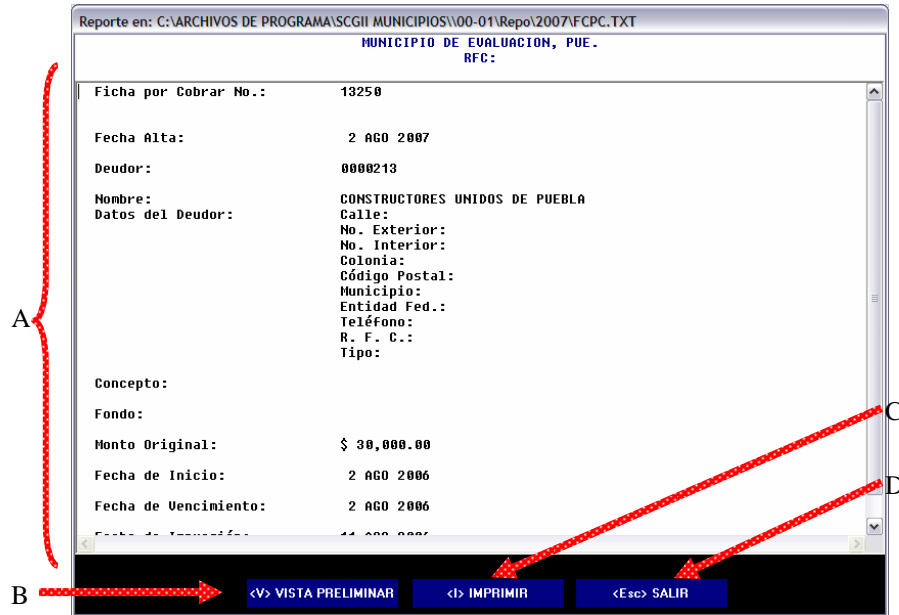 Reporte en: C:\ARCHIVOS DE PROGRAMA\SCGII MUNICIPIOS\\00-01\Repo\2007\FCPC.TXT
MUNICIPIO DE EVALUACION, PUE.
RFC:
Ficha por Cobrar No.: 13250
Fecha Alta: 2 AGO 2007
Deudor: 0000213
Nombre: CONSTRUCTORES UNIDOS DE PUEBLA
Datos del Deudor: Calle:
No. Exterior:
No. Interior:
Colonia:
Código Postal:
Municipio:
Entidad Fed.:
A
Teléfono:
R. F. C.:
Tipo:
Concepto:
Fondo:
C
Monto Original: $ 30,000.00
Fecha de Inicio: 2 AGO 2006
D
Fecha de Vencimiento: 2 AGO 2006
B
<V> VISTA PRELIMINAR <I> IMPRIMIR <Esc> SALIR